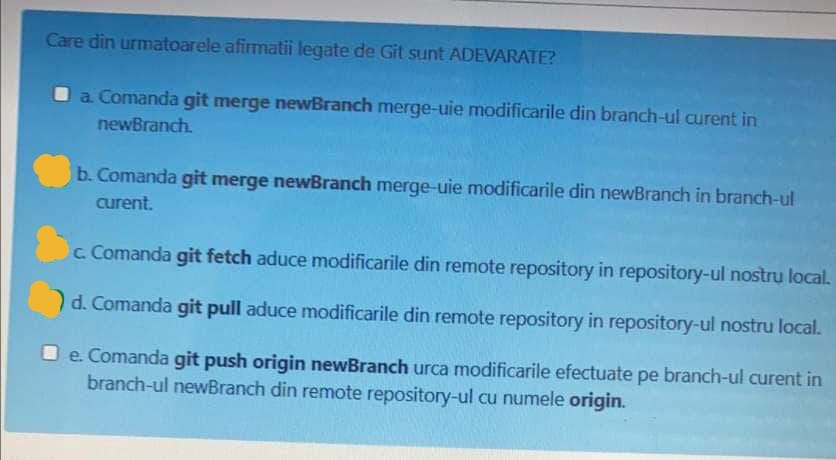 Care din urmatoarele afirmatii legate de Git sunt ADEVARATE?
a. Comanda git merge newBranch merge-uie modificarile din branch-ul curent in
newBranch.
b. Comanda git merge newBranch merge-uie modificarile din newBranch in branch-ul
curent.
c. Comanda git fetch aduce modificarile din remote repository in repository-ul nostru local.
d. Comanda git pull aduce modificarile din remote repository in repository-ul nostru local.
e. Comanda git push origin newBranch urca modificarile efectuate pe branch-ul curent in
branch-ul newBranch din remote repository-ul cu numele origin.